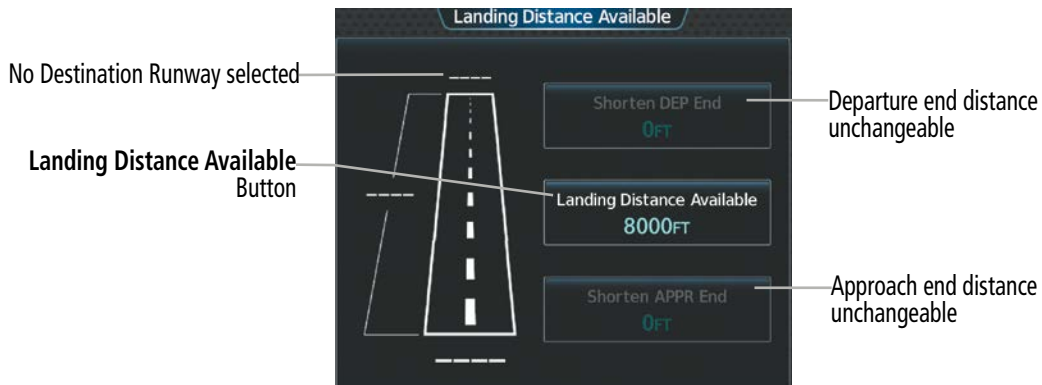 Landing Distance Available
No Destination Runway selected
----
Shorten DEP End
0FT
Departure end distance
unchangeable
Landing Distance Available
Button
----
Landing Distance Available
8000FT
Shorten APPR End
0FT
Approach end distance
unchangeable
----